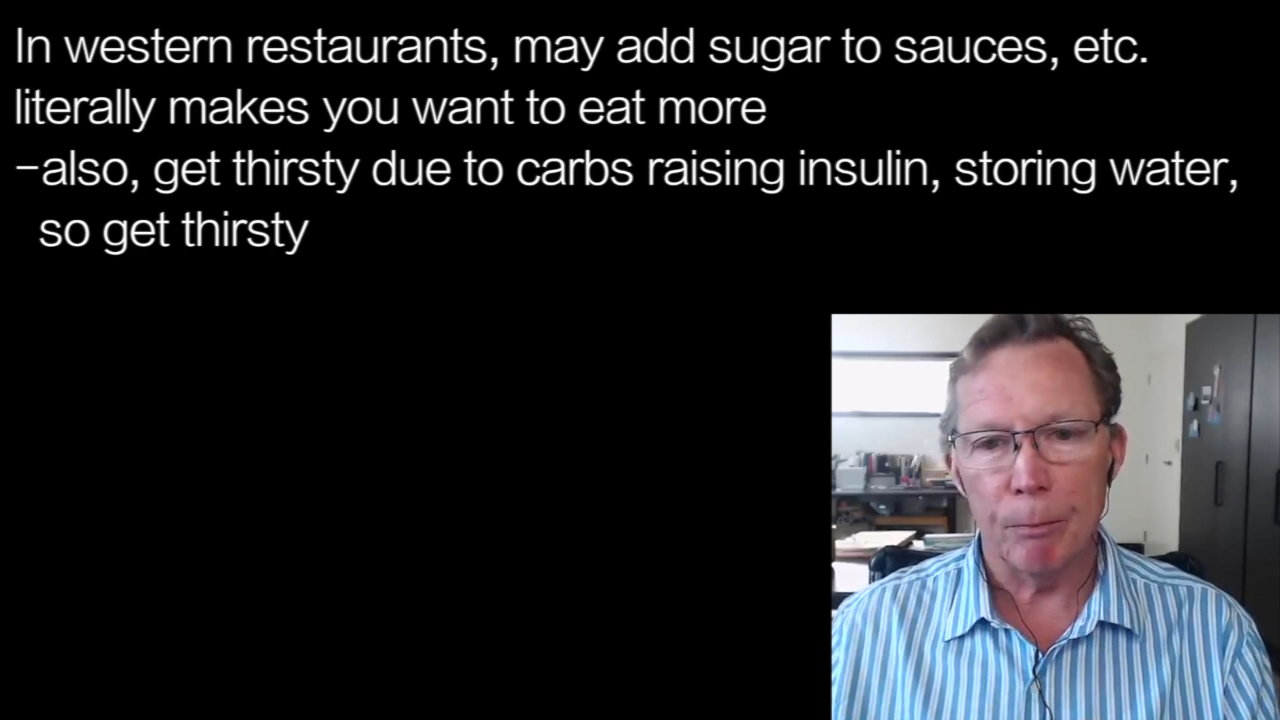 In western restaurants, may add sugar to sauces, etc.
literally makes you want to eat more
-also, get thirsty due to carbs raising insulin, storing water,
so get thirsty